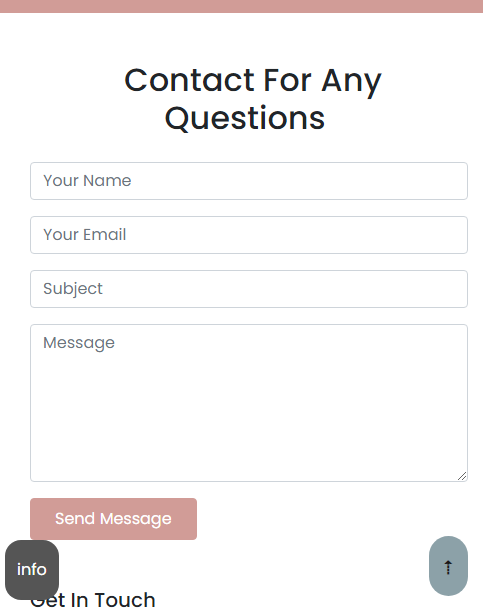 Contact For Any
Questions
Your Name
Your Email
Subject
Message
Send Message
info
Get In Touch